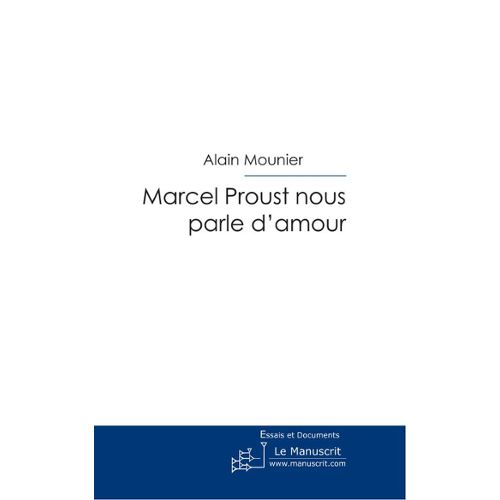 Alain Mounier
Marcel Proust nous
parle d'amour
Essais et Documents
Le Manuscrit
www.manuscrit.com